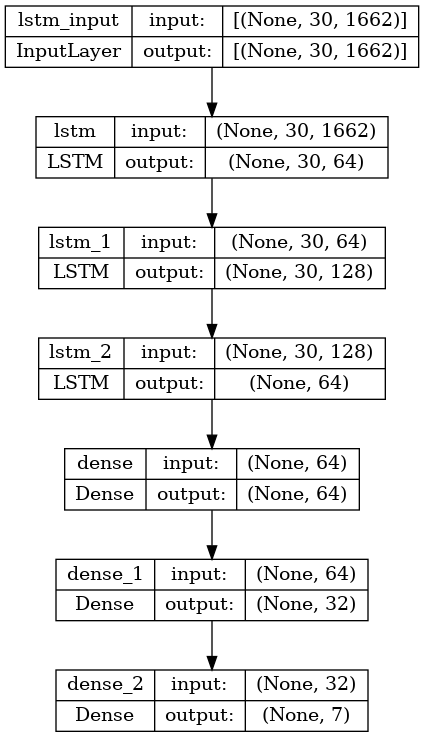 lstm_input input: [(None, 30, 1662)]
InputLayer output: [(None, 30, 1662)]
lstm input: (None, 30, 1662)
LSTM output: (None, 30, 64)
lstm_1 input: (None, 30, 64)
LSTM output: (None, 30, 128)
lstm_2 input: (None, 30, 128)
LSTM output: (None, 64)
dense input: (None, 64)
Dense output: (None, 64)
dense_1 input: (None, 64)
Dense output: (None, 32)
dense_2 input: (None, 32)
Dense output: (None, 7)